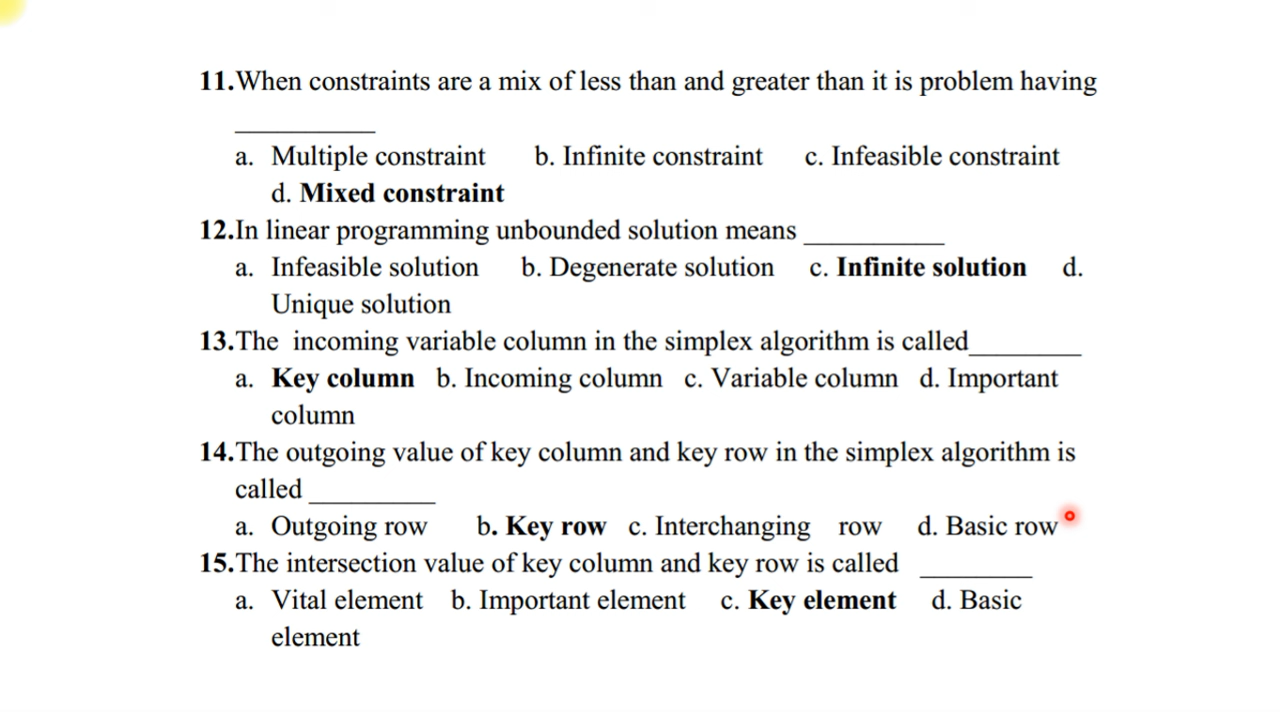 11.When constraints are a mix of less than and greater than it is problem having
__________
a. Multiple constraint b. Infinite constraint c. Infeasible constraint
d. Mixed constraint
12.In linear programming unbounded solution means __________
a. Infeasible solution b. Degenerate solution c. Infinite solution d.
Unique solution
13.The incoming variable column in the simplex algorithm is called________
a. Key column b. Incoming column c. Variable column d. Important
column
14.The outgoing value of key column and key row in the simplex algorithm is
called _________
a. Outgoing row b. Key row c. Interchanging row d. Basic row
15.The intersection value of key column and key row is called ________
a. Vital element b. Important element c. Key element d. Basic
element